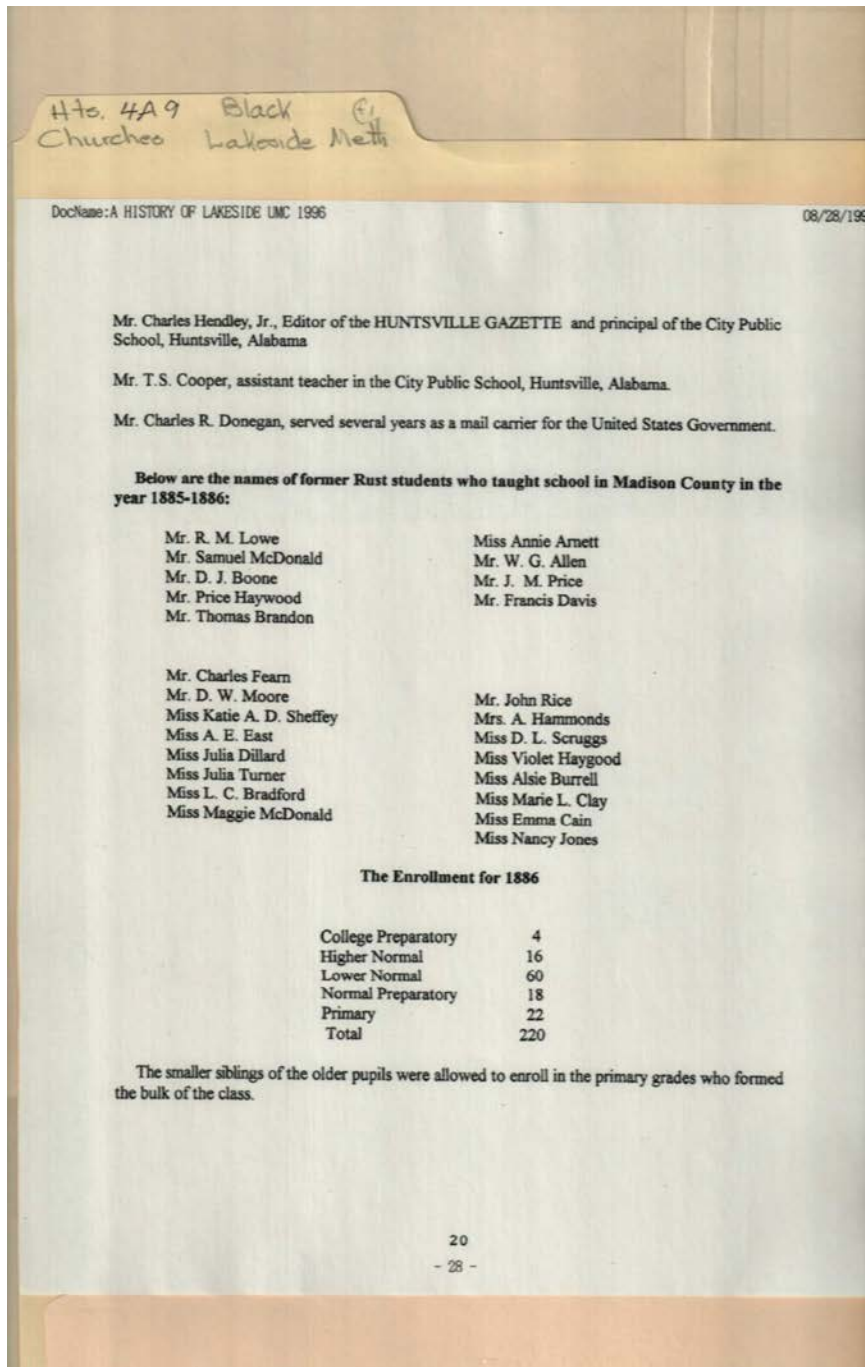 Hts. 4A9 Black
Churches Lakeside Meth
DocName:A HISTORY OF LAKESIDE UMC 1996 08/28/199
Mr. Charles Hendley, Jr., Editor of the HUNTSVILLE GAZETTE and principal of the City Public
School, Huntsville, Alabama
Mr. T.S. Cooper, assistant teacher in the City Public School, Huntsville, Alabama.
Mr. Charles R. Donegan, served several years as a mail carrier for the United States Government.
Below are the names of former Rust students who taught school in Madison County in the
year 1885-1886:
Mr. R. M. Lowe
Mr. Samuel McDonald
Mr. D. J. Boone
Mr. Price Haywood
Mr. Thomas Brandon
Miss Annie Arnett
Mr. W. G. Allen
Mr. J. M. Price
Mr. Francis Davis
Mr. Charles Fearn
Mr. D. W. Moore
Miss Katie A. D. Sheffey
Miss A. E. East
Miss Julia Dillard
Miss Julia Turner
Miss L. C. Bradford
Miss Maggie McDonald
Mr. John Rice
Mrs. A. Hammonds
Miss D. L. Scruggs
Miss Violet Haygood
Miss Alsie Burrell
Miss Marie L. Clay
Miss Emma Cain
Miss Nancy Jones
The Enrollment for 1886
College Preparatory 4
Higher Normal 16
Lower Normal 60
Normal Preparatory 18
Primary 22
Total 220
The smaller siblings of the older pupils were allowed to enroll in the primary grades who formed
the bulk of the class.
20
- 28 -